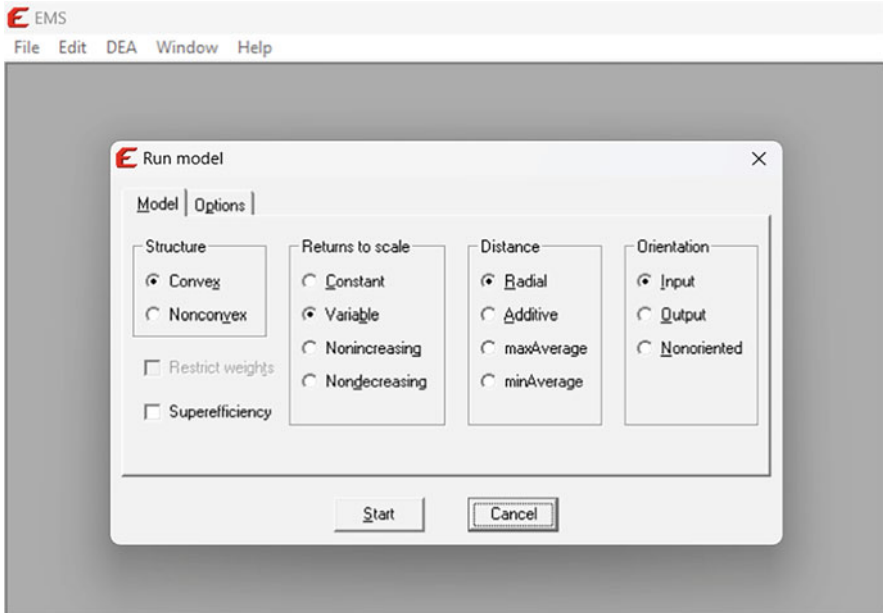 EMS
File Edit DEA Window Help
Run model
Model Options
Structure
Convex
Nonconvex
Restrict weights
Superefficiency
Returns to scale
Constant
Variable
Nonincreasing
Nondecreasing
Distance
Radial
Additive
maxAverage
minAverage
Orientation
Input
Output
Nonoriented
Start Cancel